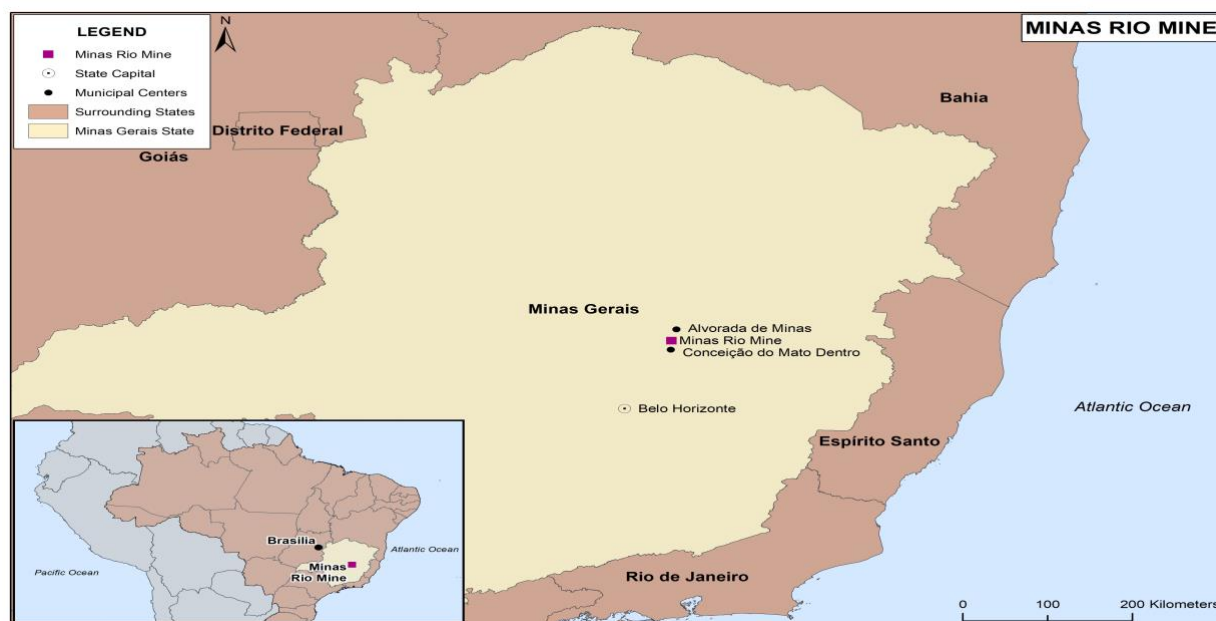 MINAS RIO MINE
LEGEND
Minas Rio Mine
State Capital
Municipal Centers
Surrounding States
Minas Gerais State
N
Bahia
Distrito Federal
Goiás
Minas Gerais
Alvorada de Minas
Minas Rio Mine
Conceição do Mato Dentro
Belo Horizonte
Atlantic Ocean
Espírito Santo
Rio de Janeiro
Brasilia
Atlantic Ocean
Minas
Rio Mine
Pacific Ocean
0 100 200 Kilometers